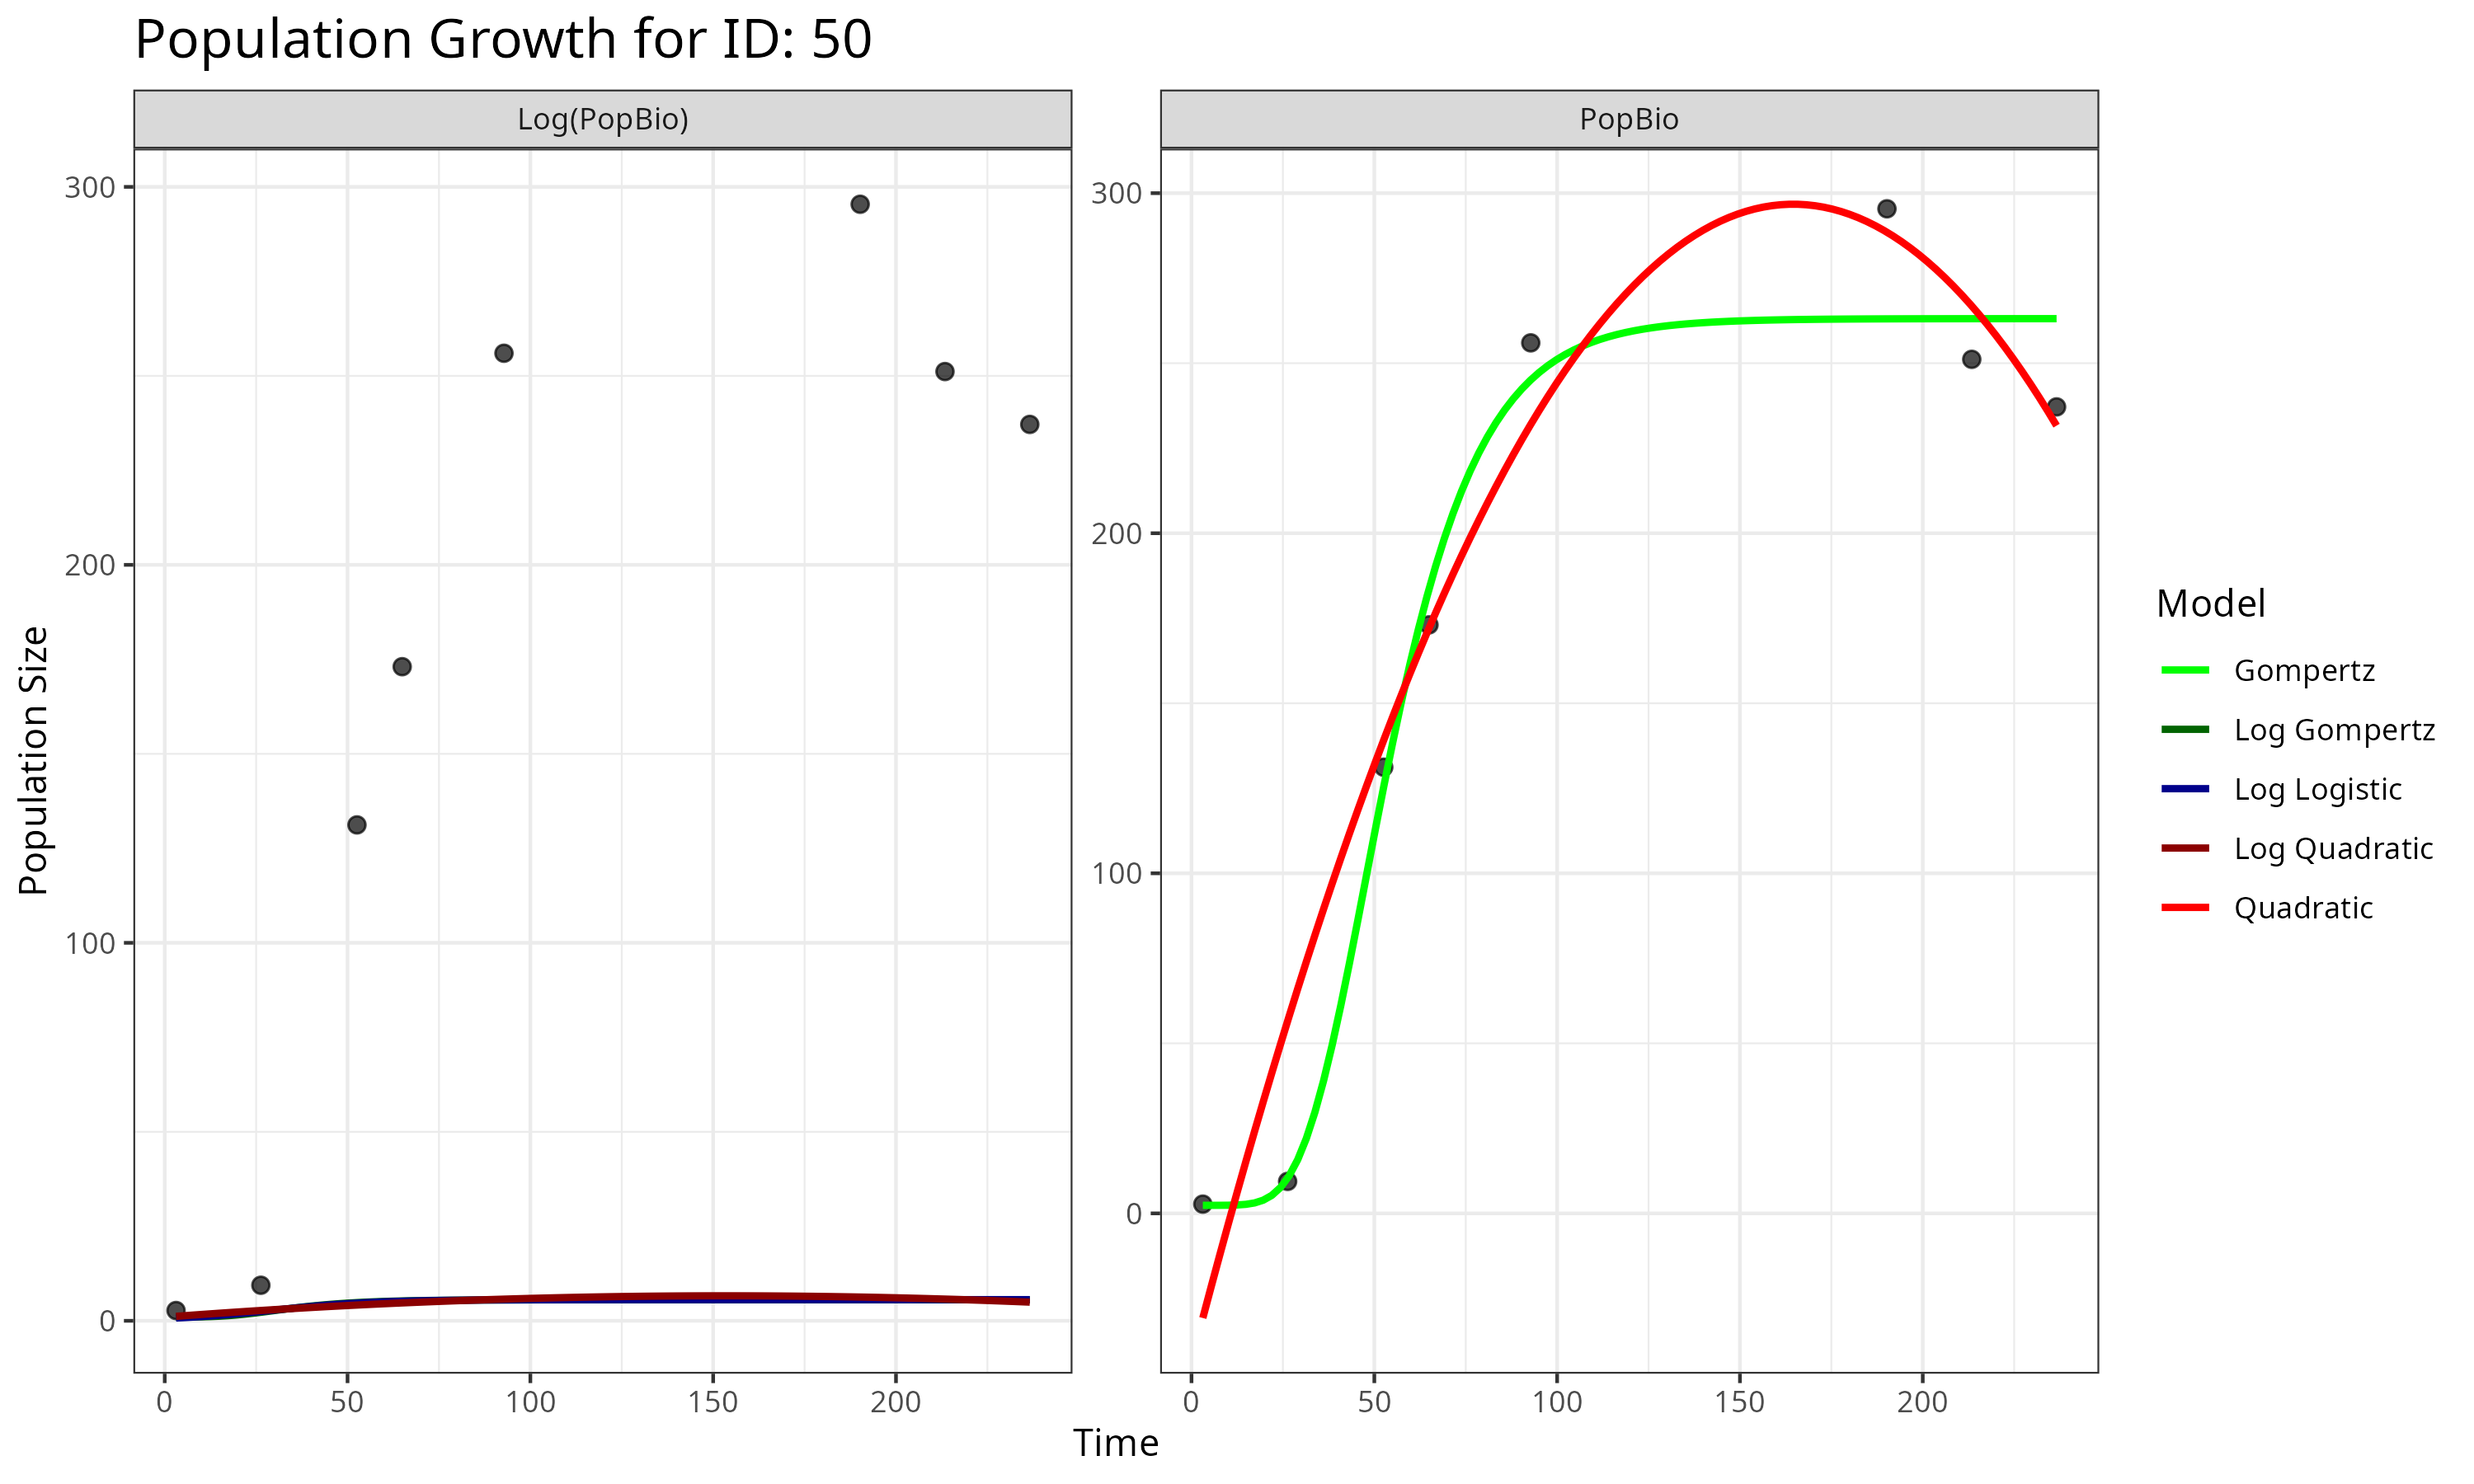 Population Growth for ID: 50
Log(PopBio)
PopBio
Population Size
300
200
100
0
0
50
100
150
200
300
200
100
0
0
50
100
150
200
Time
Model
Gompertz
Log Gompertz
Log Logistic
Log Quadratic
Quadratic